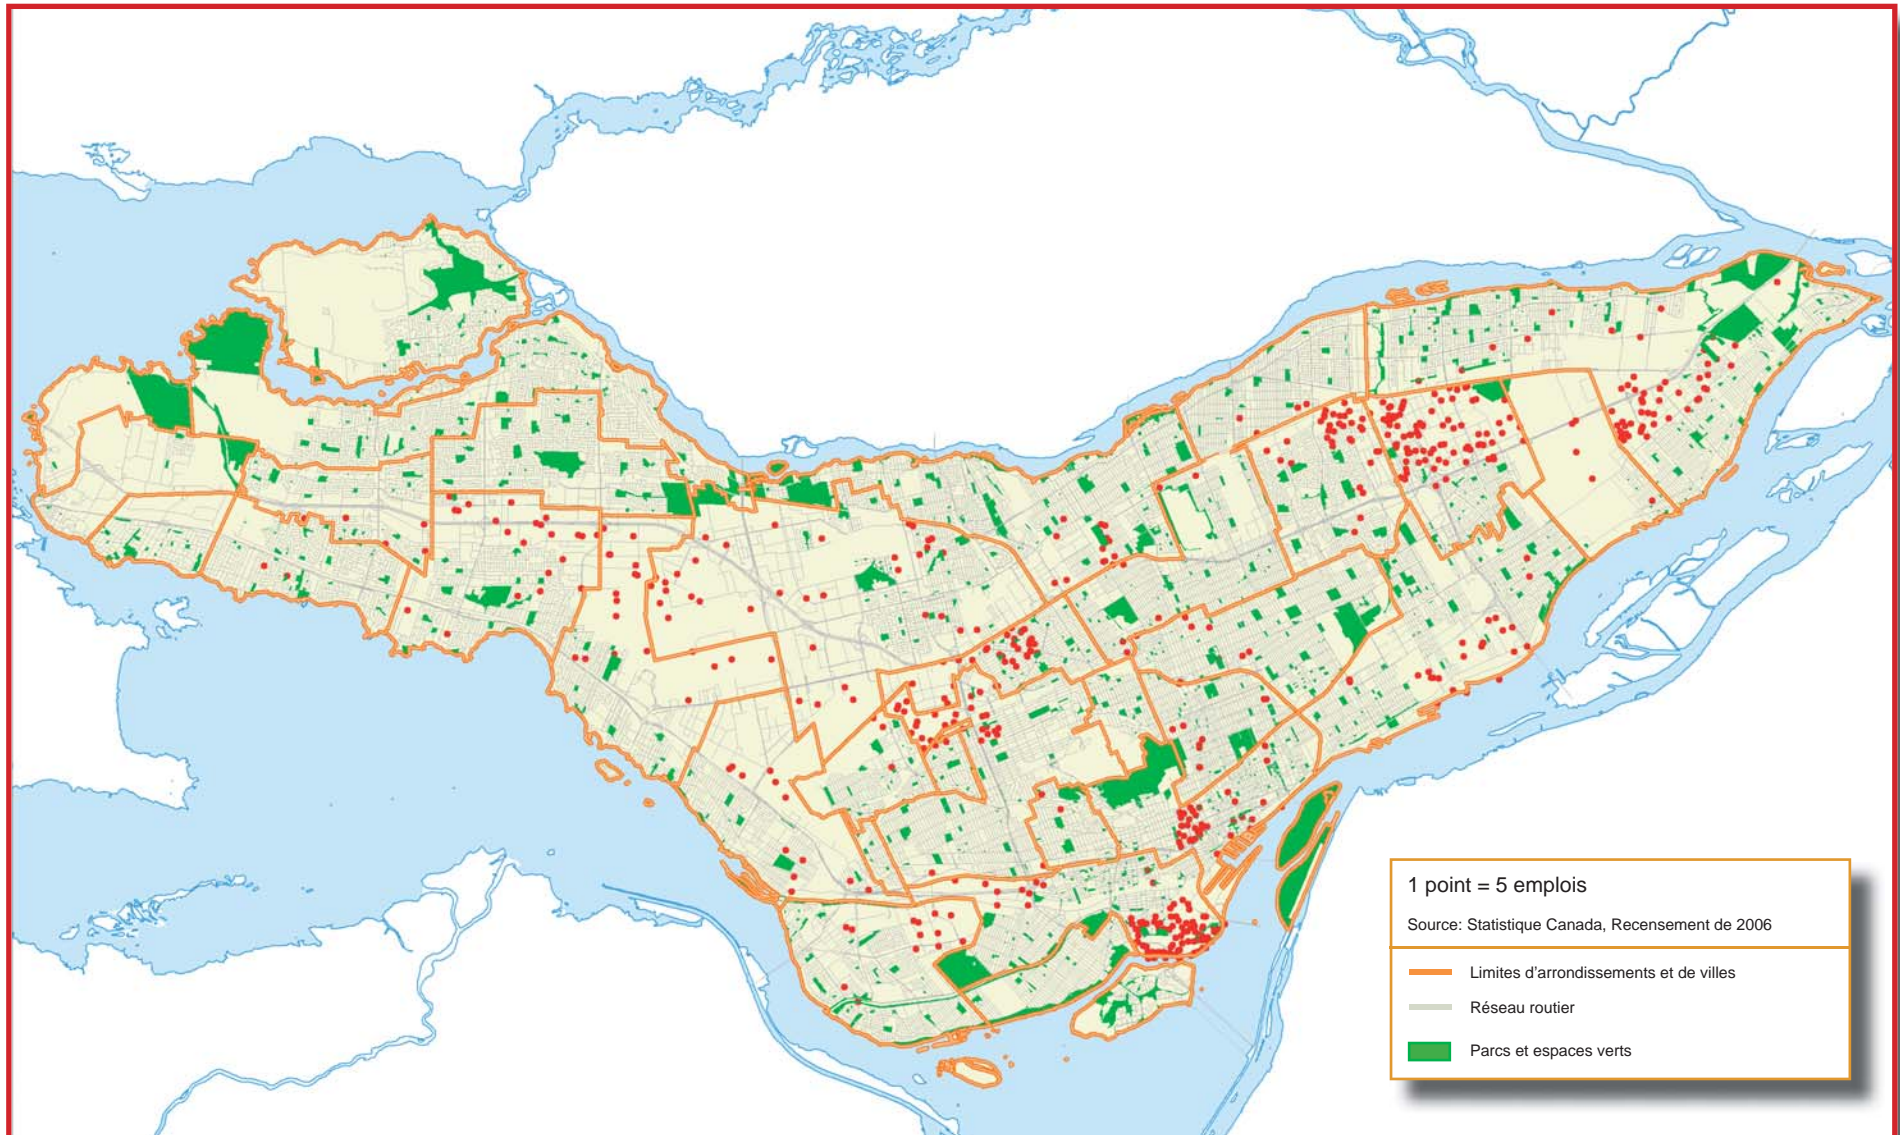 1 point = 5 emplois
Source: Statistique Canada, Recensement de 2006
Limites d'arrondissements et de villes
Réseau routier
Parcs et espaces verts